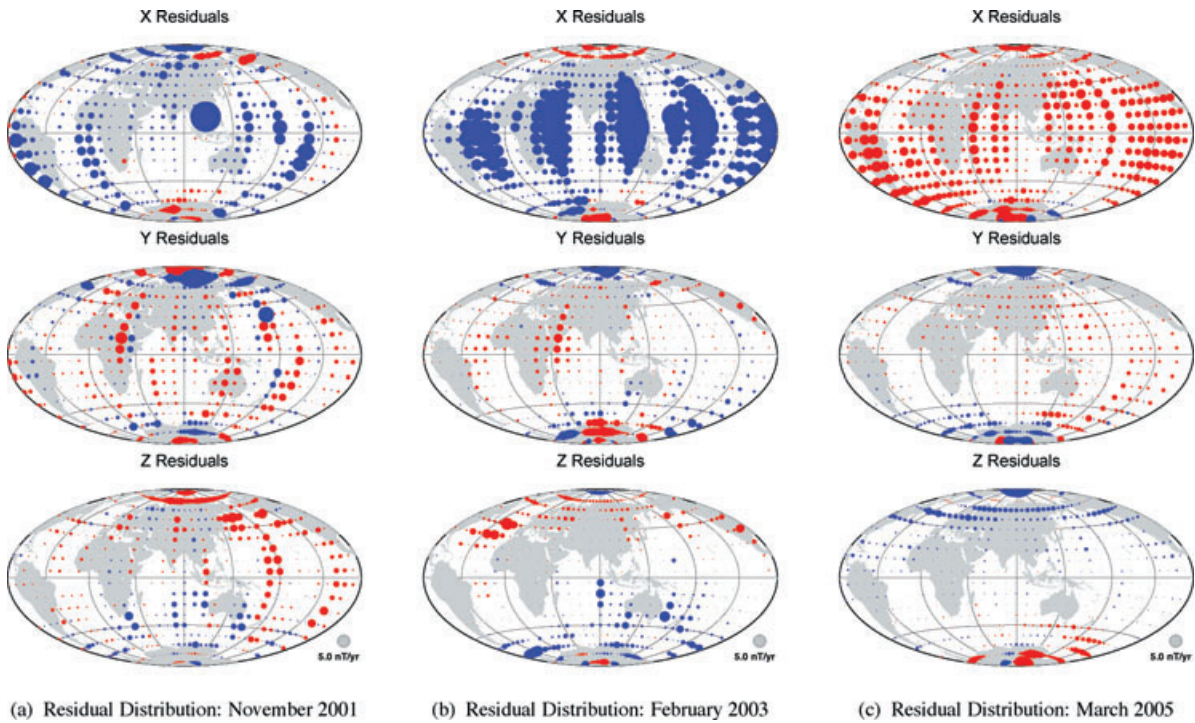 X Residuals
X Residuals
X Residuals
Y Residuals
Y Residuals
Y Residuals
Z Residuals
Z Residuals
Z Residuals
5.0 nT/yr
5.0 nT/yr
5.0 nT/yr
(a) Residual Distribution: November 2001
(b) Residual Distribution: February 2003
(c) Residual Distribution: March 2005